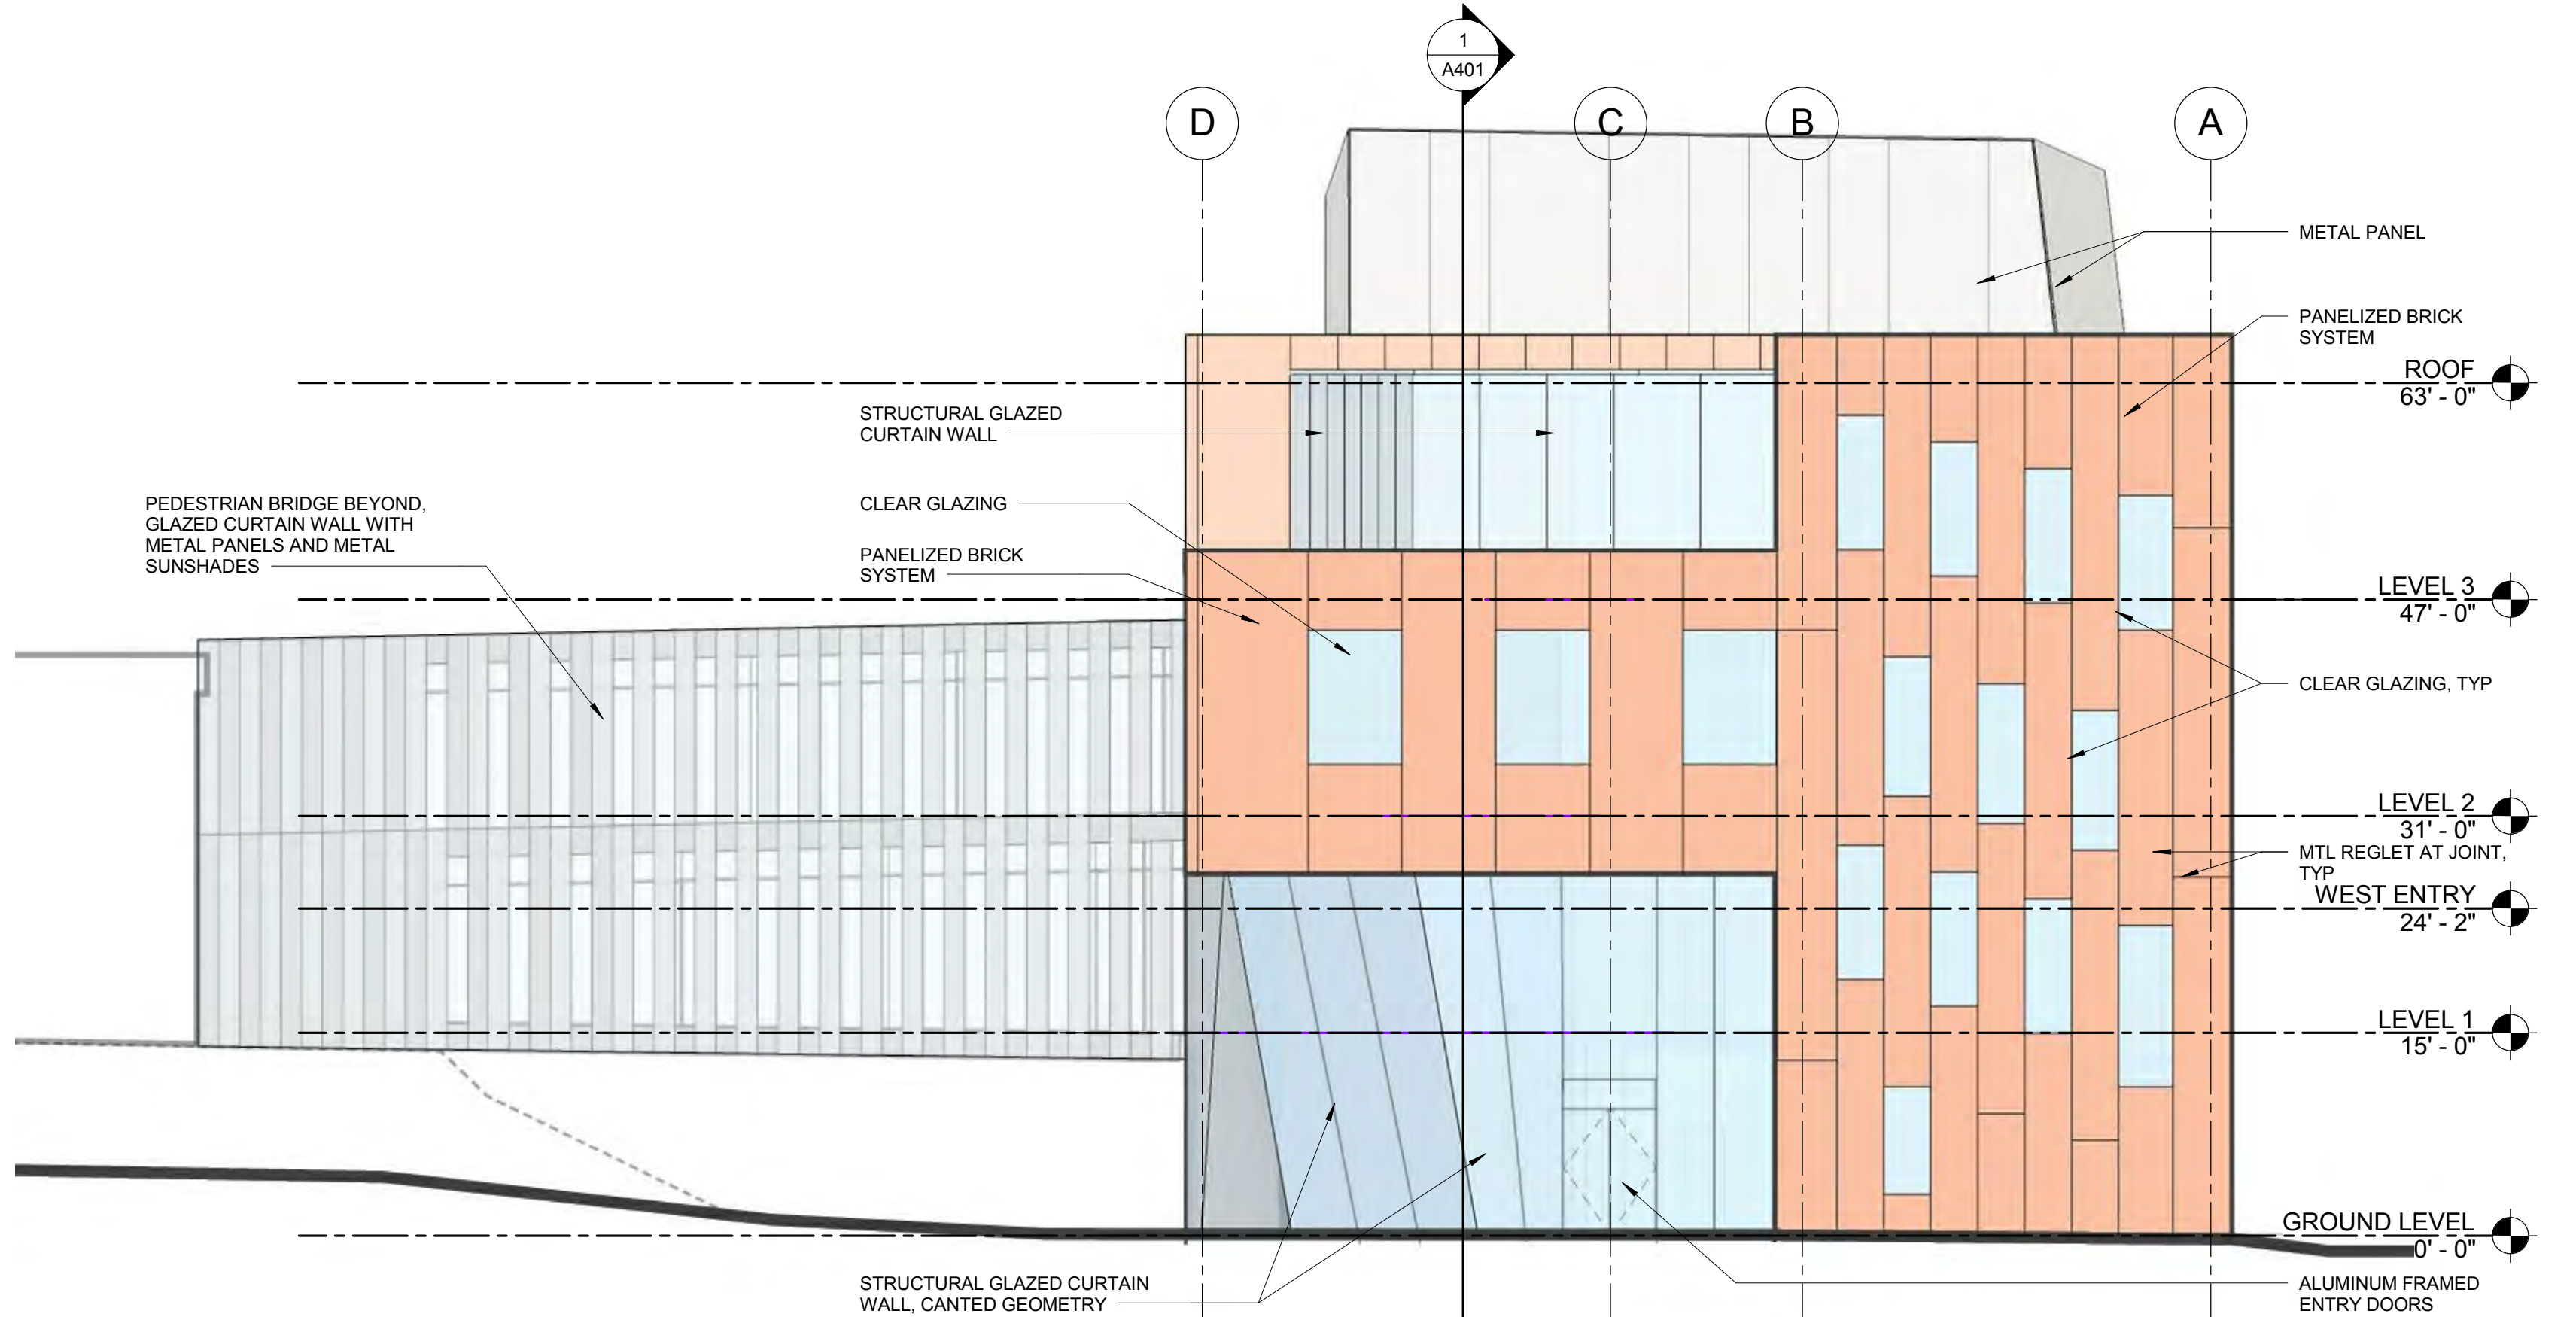 1
A401
D
C
B
A
METAL PANEL
PANELIZED BRICK
SYSTEM
ROOF
63' - 0"
STRUCTURAL GLAZED
CURTAIN WALL
PEDESTRIAN BRIDGE BEYOND,
GLAZED CURTAIN WALL WITH
METAL PANELS AND METAL
SUNSHADES
CLEAR GLAZING
PANELIZED BRICK
SYSTEM
LEVEL 3
47' - 0"
CLEAR GLAZING, TYP
LEVEL 2
31' - 0"
MTL REGLET AT JOINT,
TYP
WEST ENTRY
24' - 2"
LEVEL 1
15' - 0"
GROUND LEVEL
0' - 0"
STRUCTURAL GLAZED CURTAIN
WALL, CANTED GEOMETRY
ALUMINUM FRAMED
ENTRY DOORS